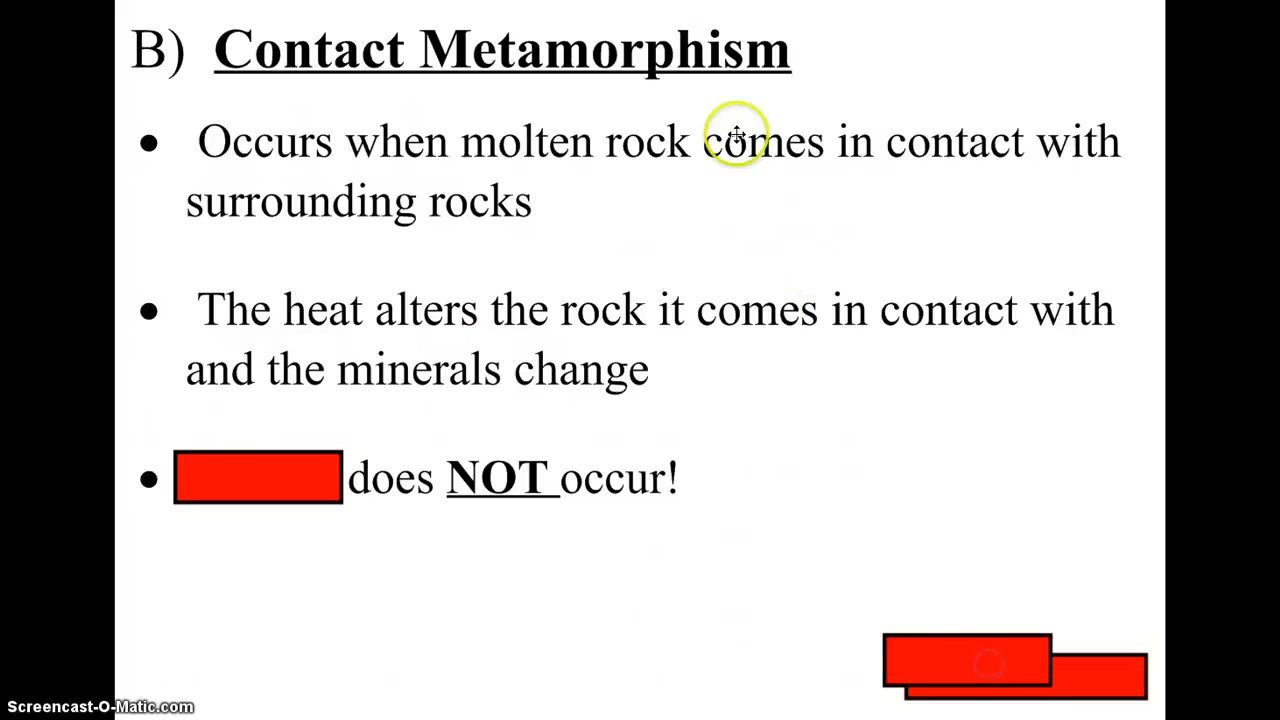 B) Contact Metamorphism
• Occurs when molten rock comes in contact with
surrounding rocks
• The heat alters the rock it comes in contact with
and the minerals change
• does NOT occur!
Screencast-O-Matic.com